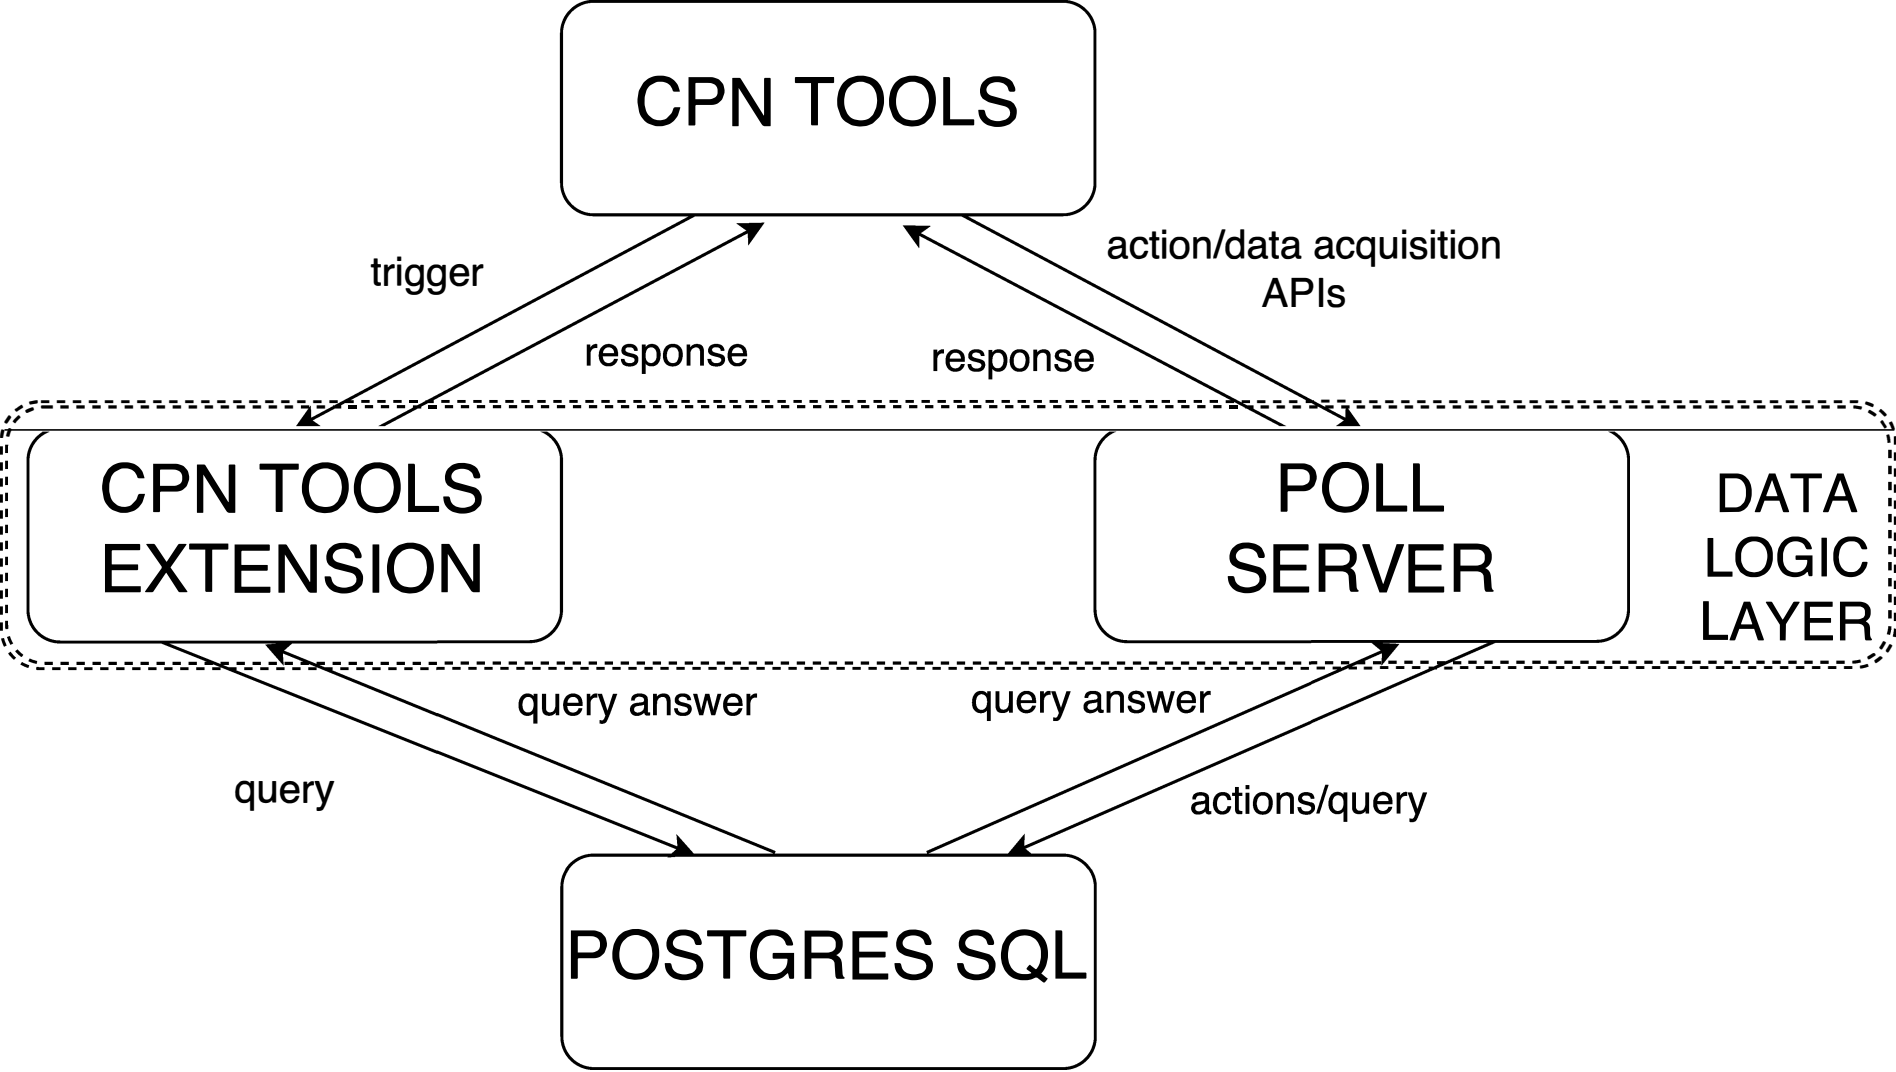 CPN TOOLS
trigger
action/data acquisition
APIs
response
response
CPN TOOLS
EXTENSION
POLL
SERVER
DATA
LOGIC
LAYER
query answer
query answer
query
actions/query
POSTGRES SQL